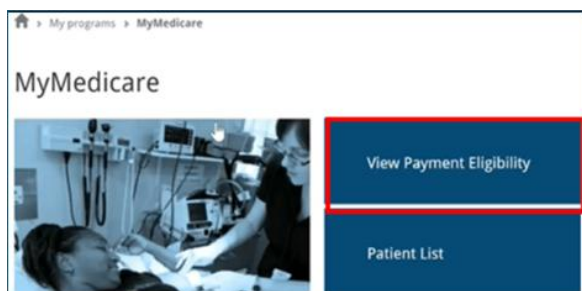 My programs > MyMedicare
MyMedicare
View Payment Eligibility
Patient List